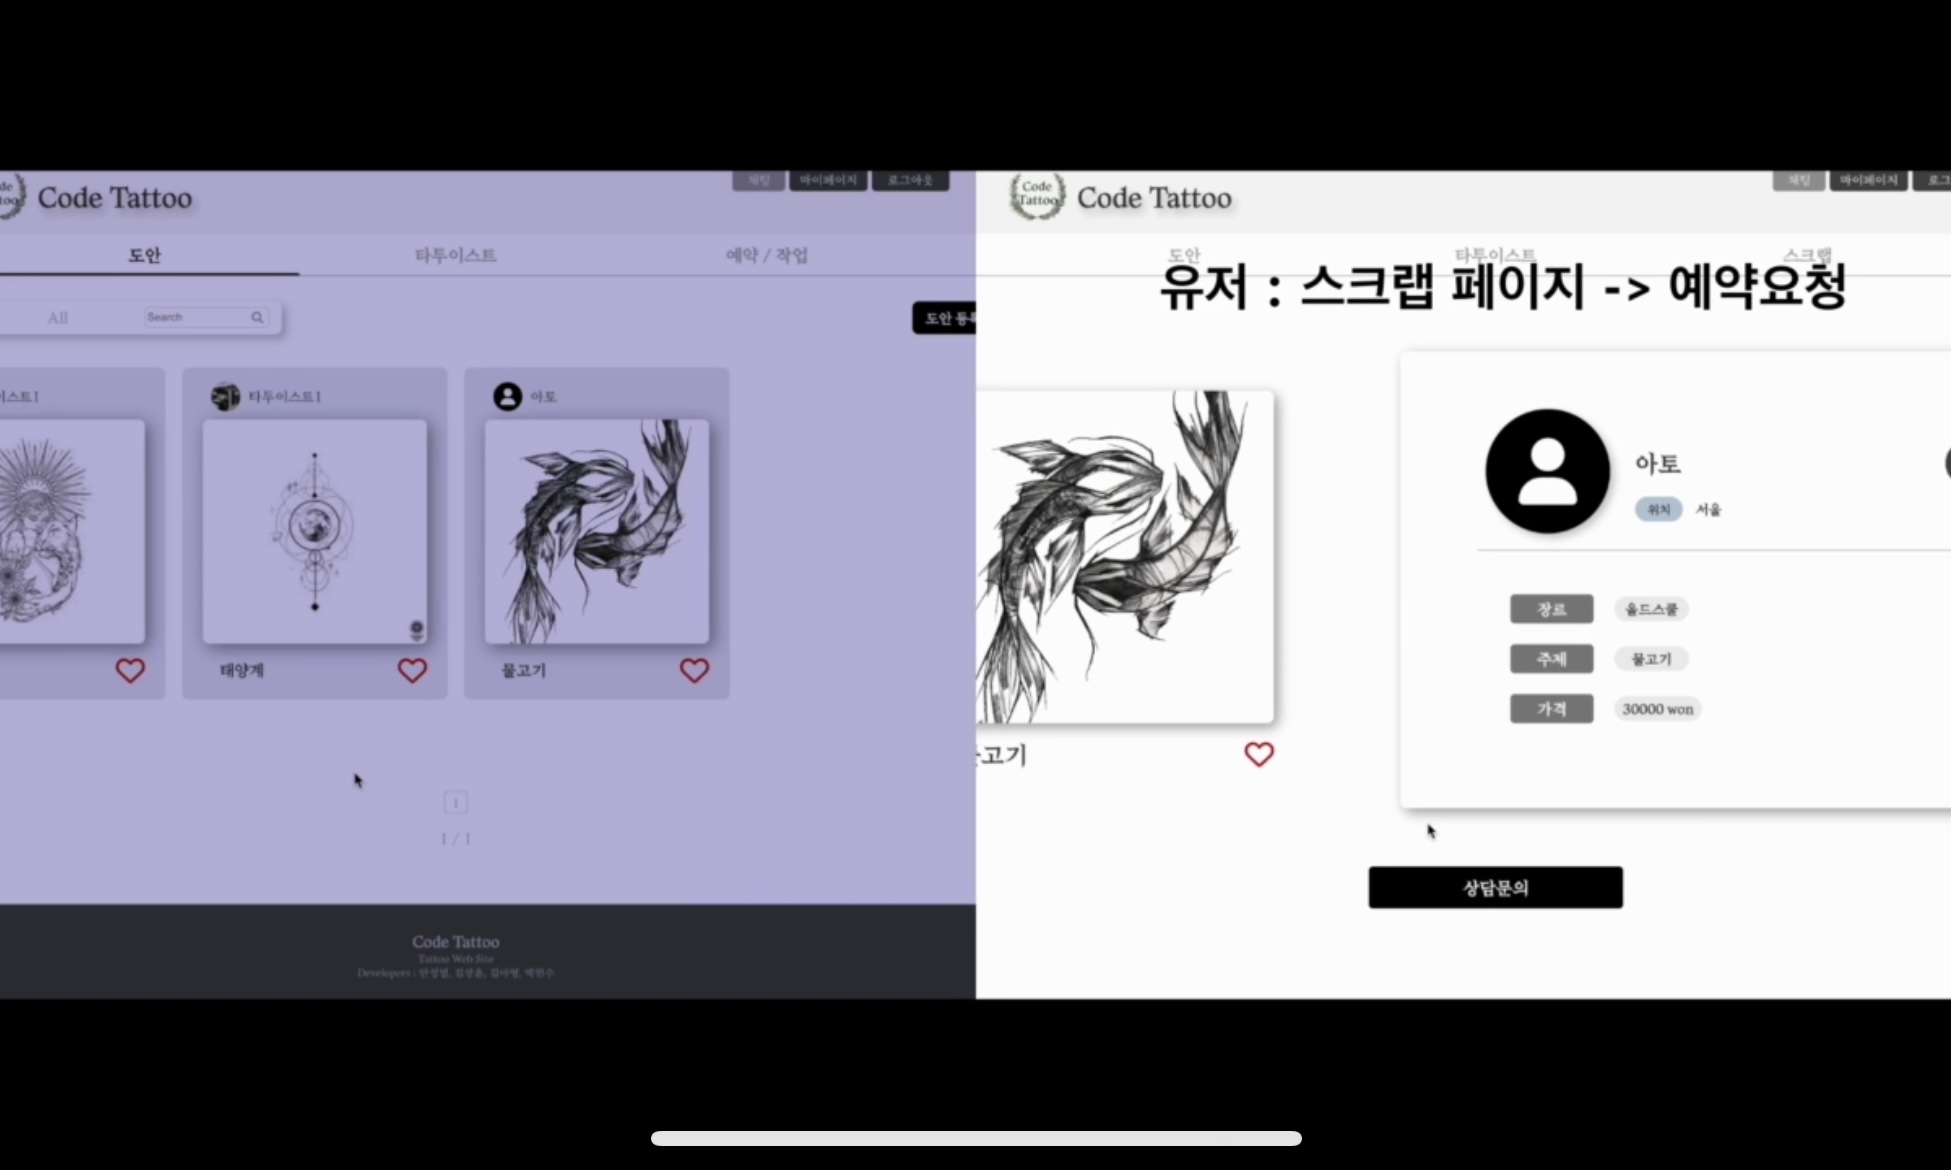 de
too
Code Tattoo
채팅
마이페이지
로그아웃
도안
타투이스트
예약 / 작업
All
Search
도안 등록
이스트1
타투이스트1
아토
태양계
물고기
1
1 / 1
Code Tattoo
Tattoo Web Site
Developers :
Code
Tattoo
Code Tattoo
채팅
마이페이지
로그
도안
타투이스트
스크랩
유저 : 스크랩 페이지 -> 예약요청
아토
위치
서울
장르
올드스쿨
주제
물고기
가격
30000 won
물고기
상담문의